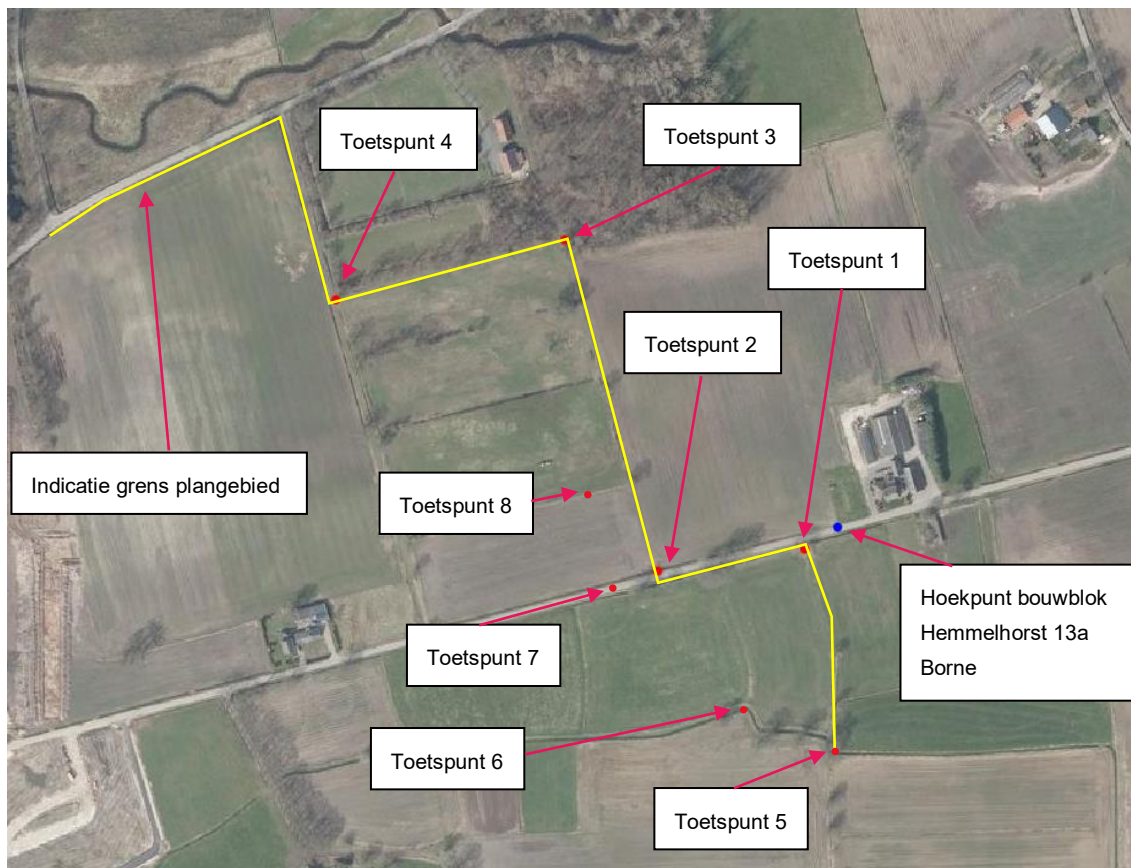 Toetspunt 4
Toetspunt 3
Toetspunt 1
Toetspunt 2
Indicatie grens plangebied
Toetspunt 8
Hoekpunt bouwblok
Hemmelhorst 13a
Borne
Toetspunt 7
Toetspunt 6
Toetspunt 5